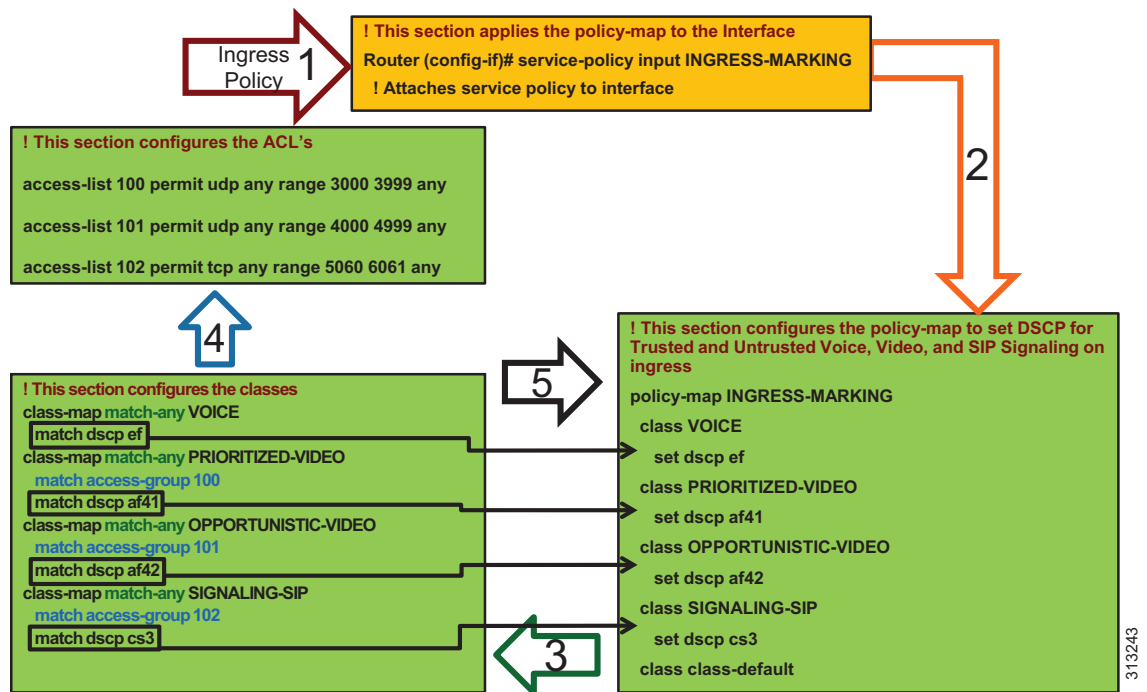 Ingress
Policy
1
! This section applies the policy-map to the Interface
Router (config-if)# service-policy input INGRESS-MARKING
! Attaches service policy to interface
2
! This section configures the ACL's
access-list 100 permit udp any range 3000 3999 any
access-list 101 permit udp any range 4000 4999 any
access-list 102 permit tcp any range 5060 6061 any
4
5
! This section configures the classes
class-map match-any VOICE
match dscp ef
class-map match-any PRIORITIZED-VIDEO
match access-group 100
match dscp af41
class-map match-any OPPORTUNISTIC-VIDEO
match access-group 101
match dscp af42
class-map match-any SIGNALING-SIP
match access-group 102
match dscp cs3
3
! This section configures the policy-map to set DSCP for
Trusted and Untrusted Voice, Video, and SIP Signaling on
ingress
policy-map INGRESS-MARKING
class VOICE
set dscp ef
class PRIORITIZED-VIDEO
set dscp af41
class OPPORTUNISTIC-VIDEO
set dscp af42
class SIGNALING-SIP
set dscp cs3
class class-default
313243